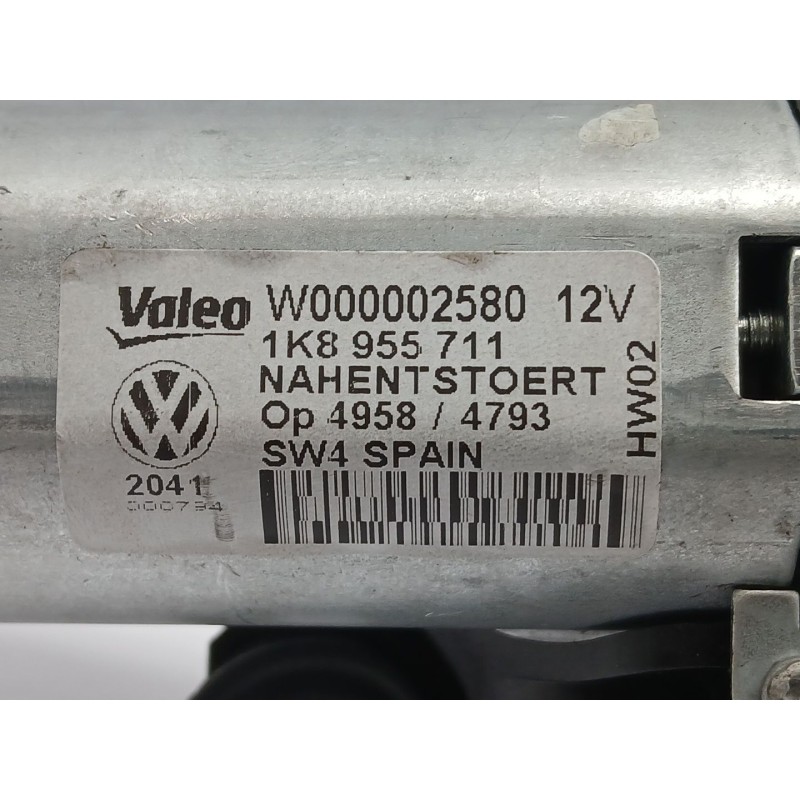 Valeo W000002580 12V
1K8 955 711
NAHENTSTOERT
Op 4958 / 4793
SW4 SPAIN
HW02
2041
000794